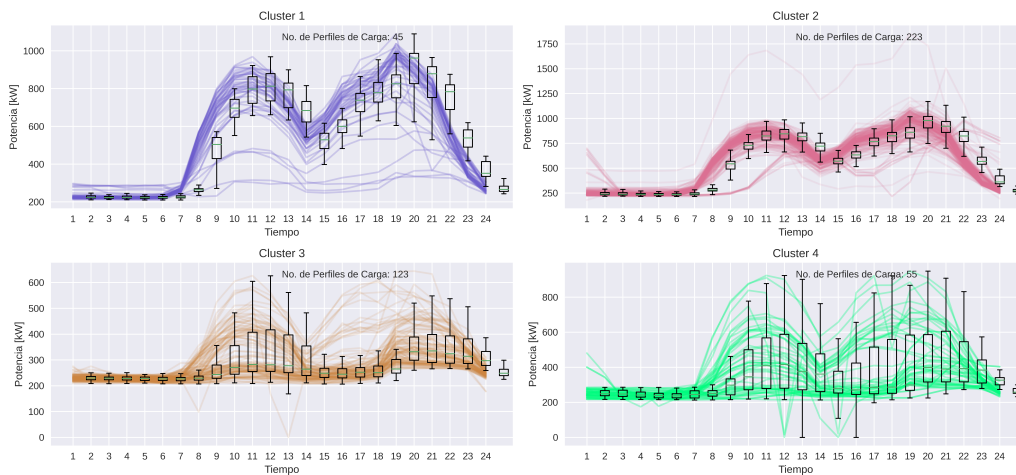 Cluster 1
No. de Perfiles de Carga: 45
Potencia [kW]
1000
800
600
400
200
1 2 3 4 5 6 7 8 9 10 11 12 13 14 15 16 17 18 19 20 21 22 23 24
Tiempo
Cluster 2
No. de Perfiles de Carga: 223
Potencia [kW]
1750
1500
1250
1000
750
500
250
1 2 3 4 5 6 7 8 9 10 11 12 13 14 15 16 17 18 19 20 21 22 23 24
Tiempo
Cluster 3
No. de Perfiles de Carga: 123
Potencia [kW]
600
500
400
300
200
100
0
1 2 3 4 5 6 7 8 9 10 11 12 13 14 15 16 17 18 19 20 21 22 23 24
Tiempo
Cluster 4
No. de Perfiles de Carga: 55
Potencia [kW]
800
600
400
200
0
1 2 3 4 5 6 7 8 9 10 11 12 13 14 15 16 17 18 19 20 21 22 23 24
Tiempo